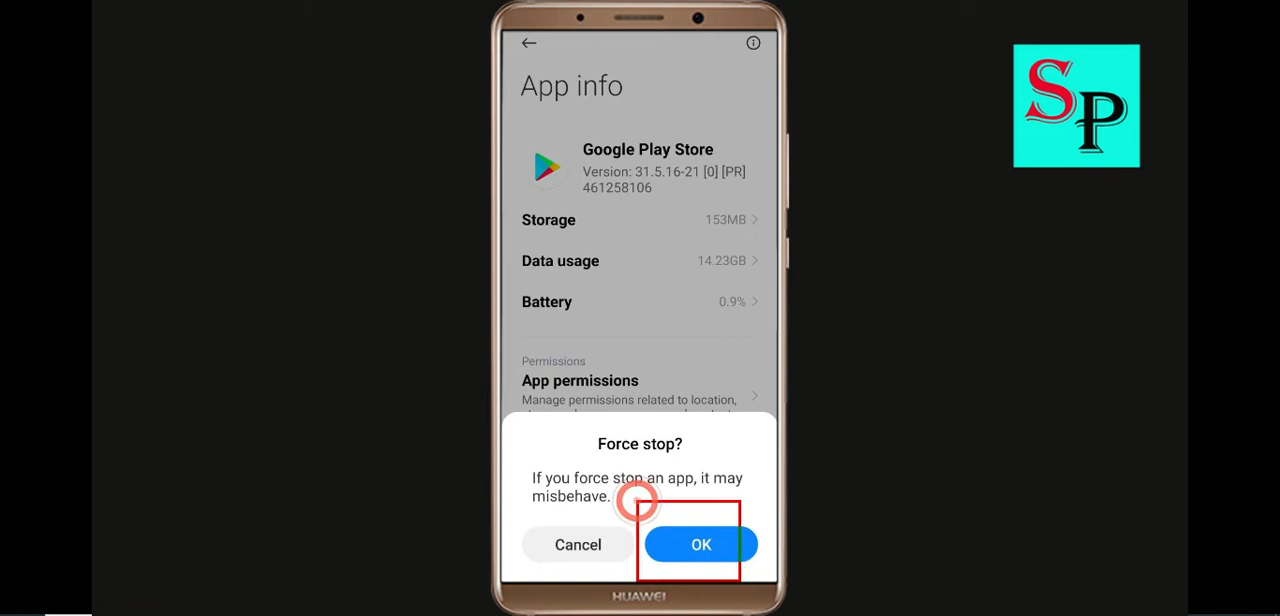 App info
Google Play Store
Version: 31.5.16-21 [0] [PR]
461258106
Storage 153MB
Data usage 14.23GB
Battery 0.9%
Permissions
App permissions
Manage permissions related to location,
Force stop?
If you force stop an app, it may
misbehave.
Cancel OK
HUAWEI
SP